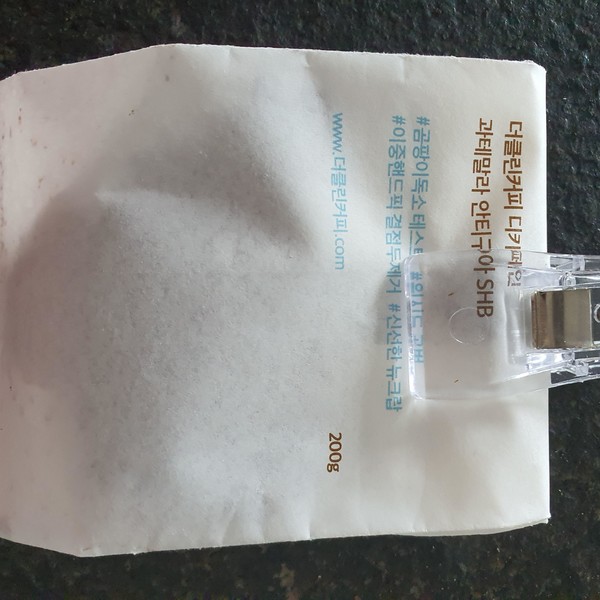 더클린커피 디카페인
과테말라 안티구아 SHB
#곰팡이독소 테스트
#이중핸드픽 결점두제거 #신선한 뉴크랍
www.더클린커피.com
200g